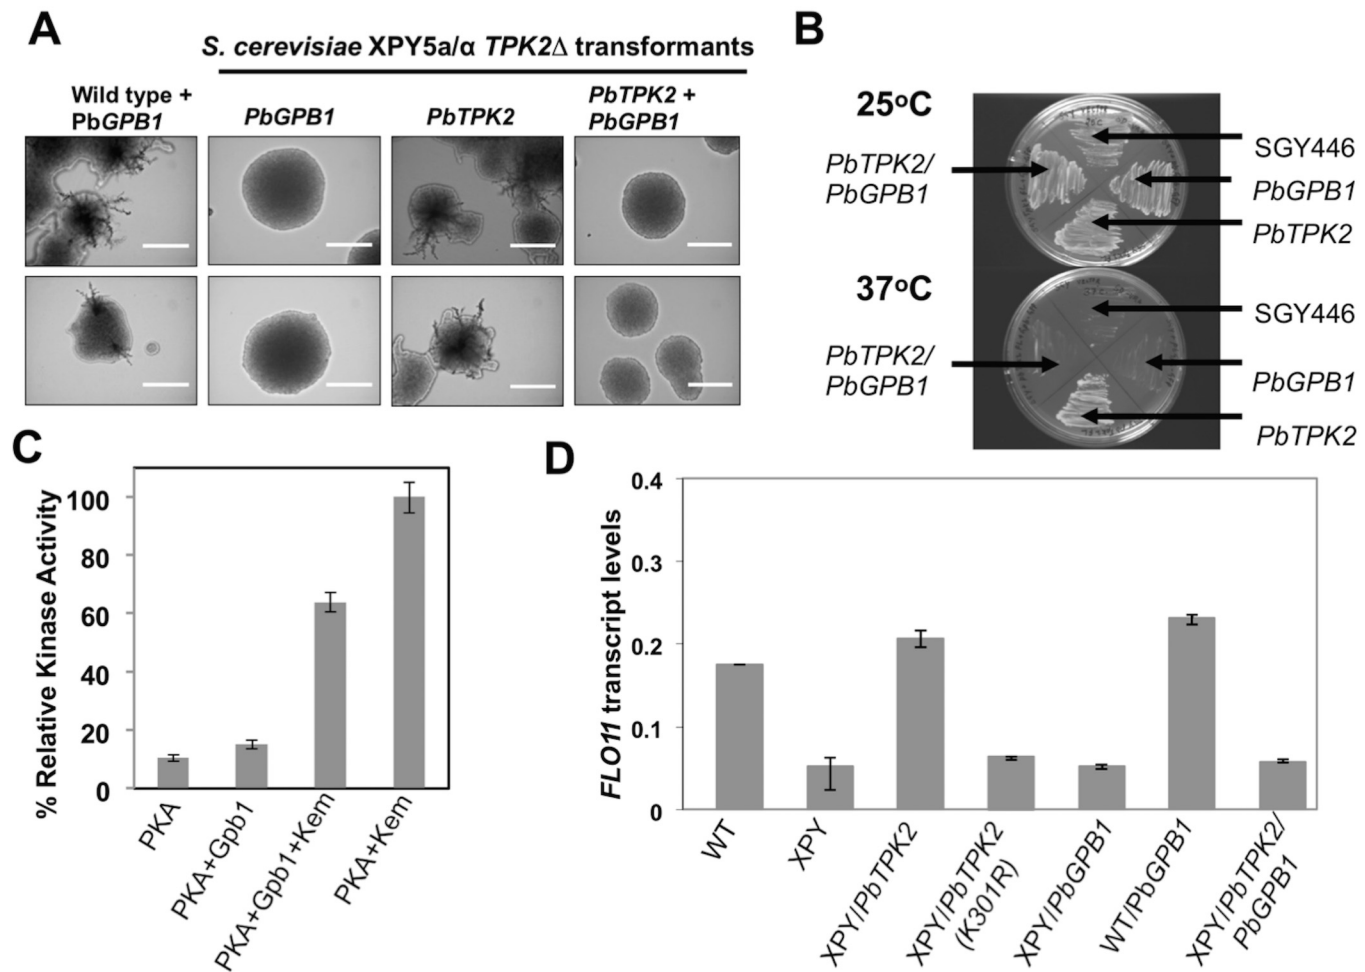 A
S. cerevisiae XPY5a/α TPK2Δ transformants
Wild type +
PbGPB1
PbGPB1
PbTPK2
PbTPK2 +
PbGPB1
B
25°C
PbTPK2/
PbGPB1
SGY446
PbGPB1
PbTPK2
37°C
PbTPK2/
PbGPB1
SGY446
PbGPB1
PbTPK2
C
% Relative Kinase Activity
100
80
60
40
20
0
PKA
PKA+Gpb1
PKA+Gpb1+Kem
PKA+Kem
D
FLO11 transcript levels
0.4
0.3
0.2
0.1
0
WT
XPY
XPY/PbTPK2
XPY/PbTPK2
(K301R)
XPY/PbGPB1
WT/PbGPB1
XPY/PbTPK2/
PbGPB1